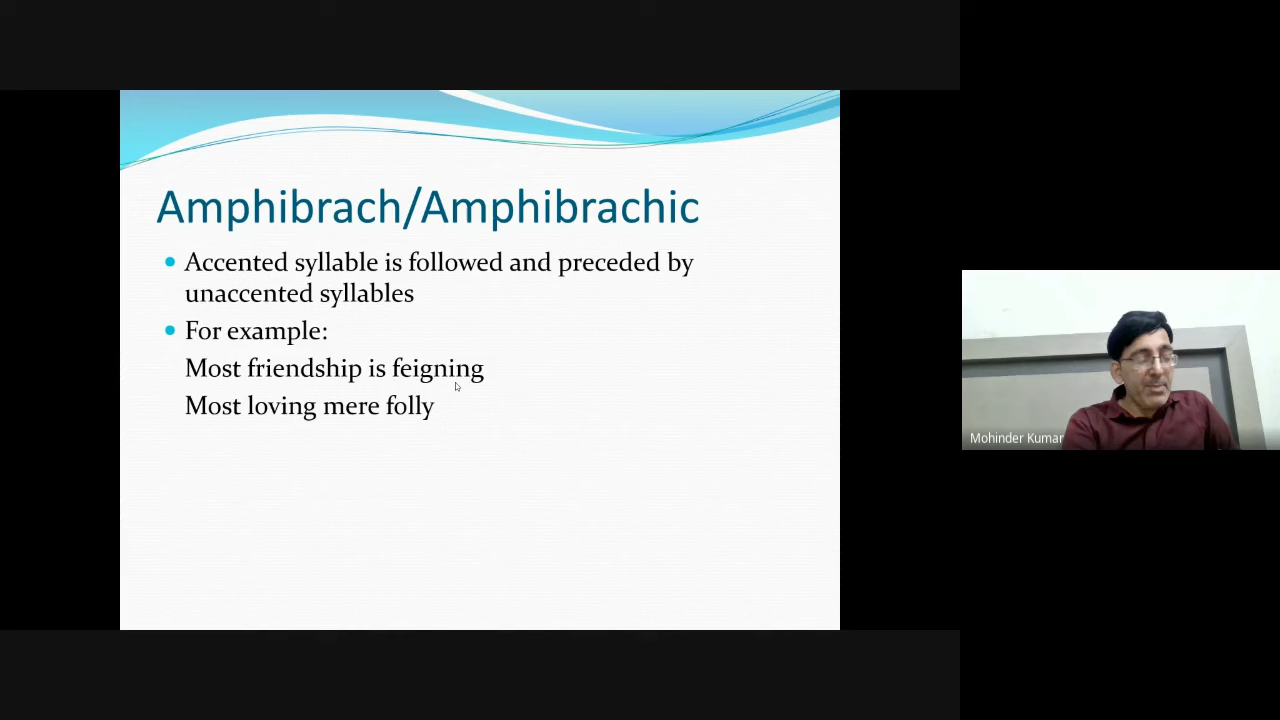 Amphibrach/Amphibrachic
Accented syllable is followed and preceded by
unaccented syllables
For example:
Most friendship is feigning
Most loving mere folly
Mohinder Kumar